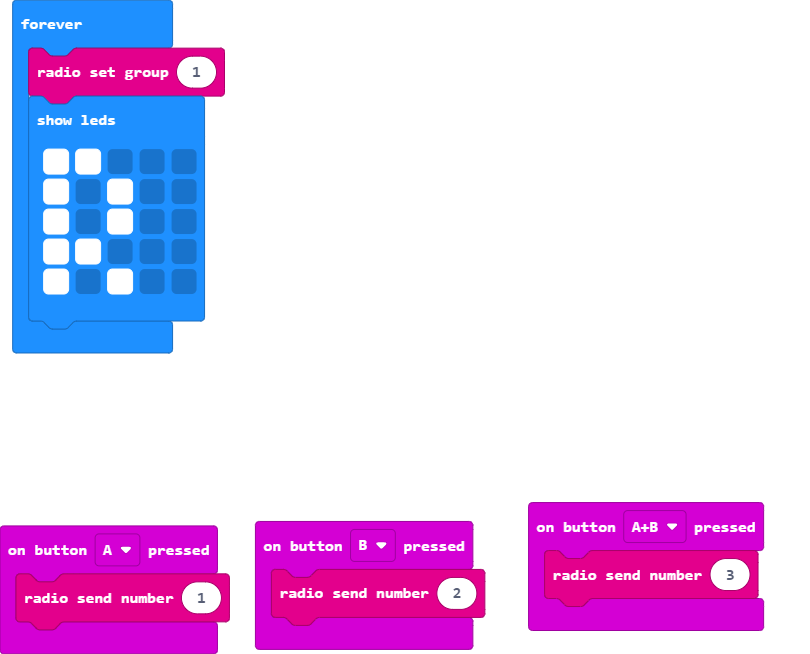 forever
radio set group 1
show leds
on button A pressed
radio send number 1
on button B pressed
radio send number 2
on button A+B pressed
radio send number 3